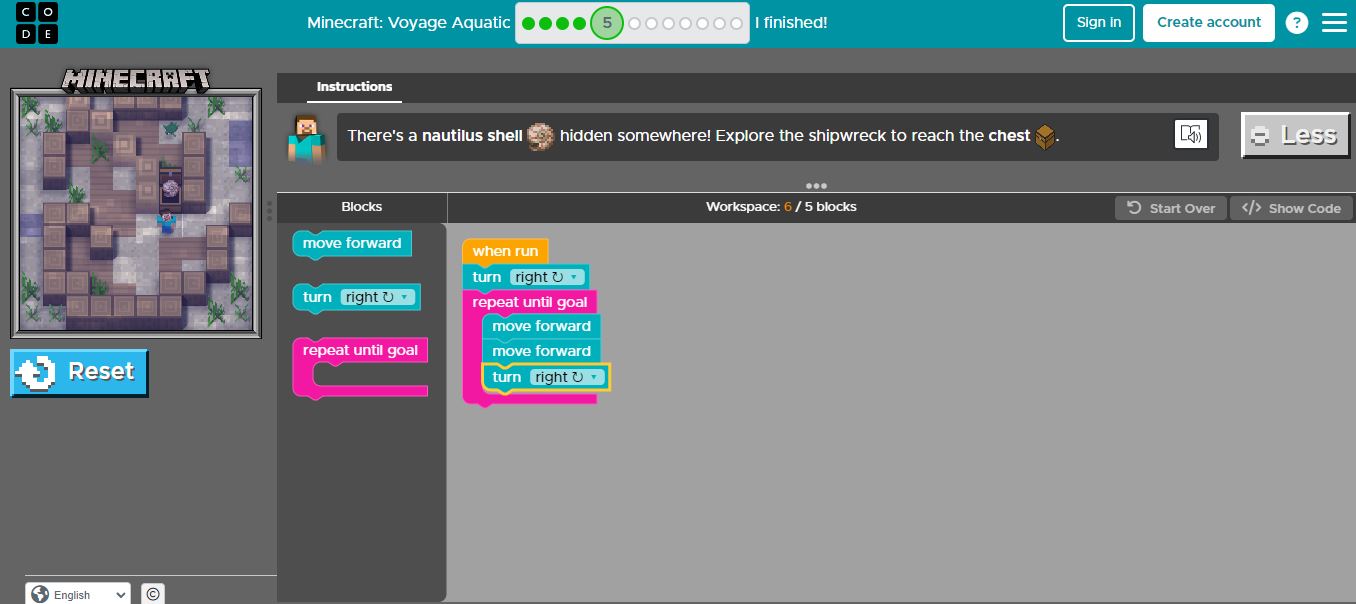 C O
D E
Minecraft: Voyage Aquatic
5
I finished!
Sign in
Create account
?
MINECRAFT
Instructions
There's a nautilus shell hidden somewhere! Explore the shipwreck to reach the chest .
Less
Blocks
Workspace: 6 / 5 blocks
Start Over
</> Show Code
move forward
turn right ↻
repeat until goal
when run
turn right ↻
repeat until goal
move forward
move forward
turn right ↻
Reset
English
©